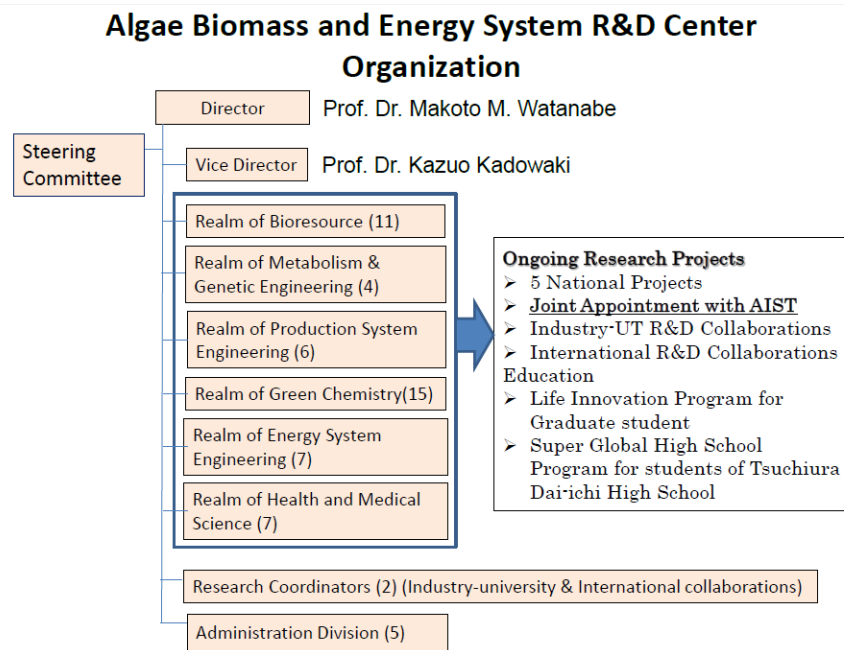 Algae Biomass and Energy System R&D Center
Organization
Director
Prof. Dr. Makoto M. Watanabe
Steering
Committee
Vice Director
Prof. Dr. Kazuo Kadowaki
Realm of Bioresource (11)
Realm of Metabolism &
Genetic Engineering (4)
Realm of Production System
Engineering (6)
Realm of Green Chemistry(15)
Realm of Energy System
Engineering (7)
Realm of Health and Medical
Science (7)
Ongoing Research Projects
➢ 5 National Projects
➢ Joint Appointment with AIST
➢ Industry-UT R&D Collaborations
➢ International R&D Collaborations
Education
➢ Life Innovation Program for
Graduate student
➢ Super Global High School
Program for students of Tsuchiura
Dai-ichi High School
Research Coordinators (2) (Industry-university & International collaborations)
Administration Division (5)